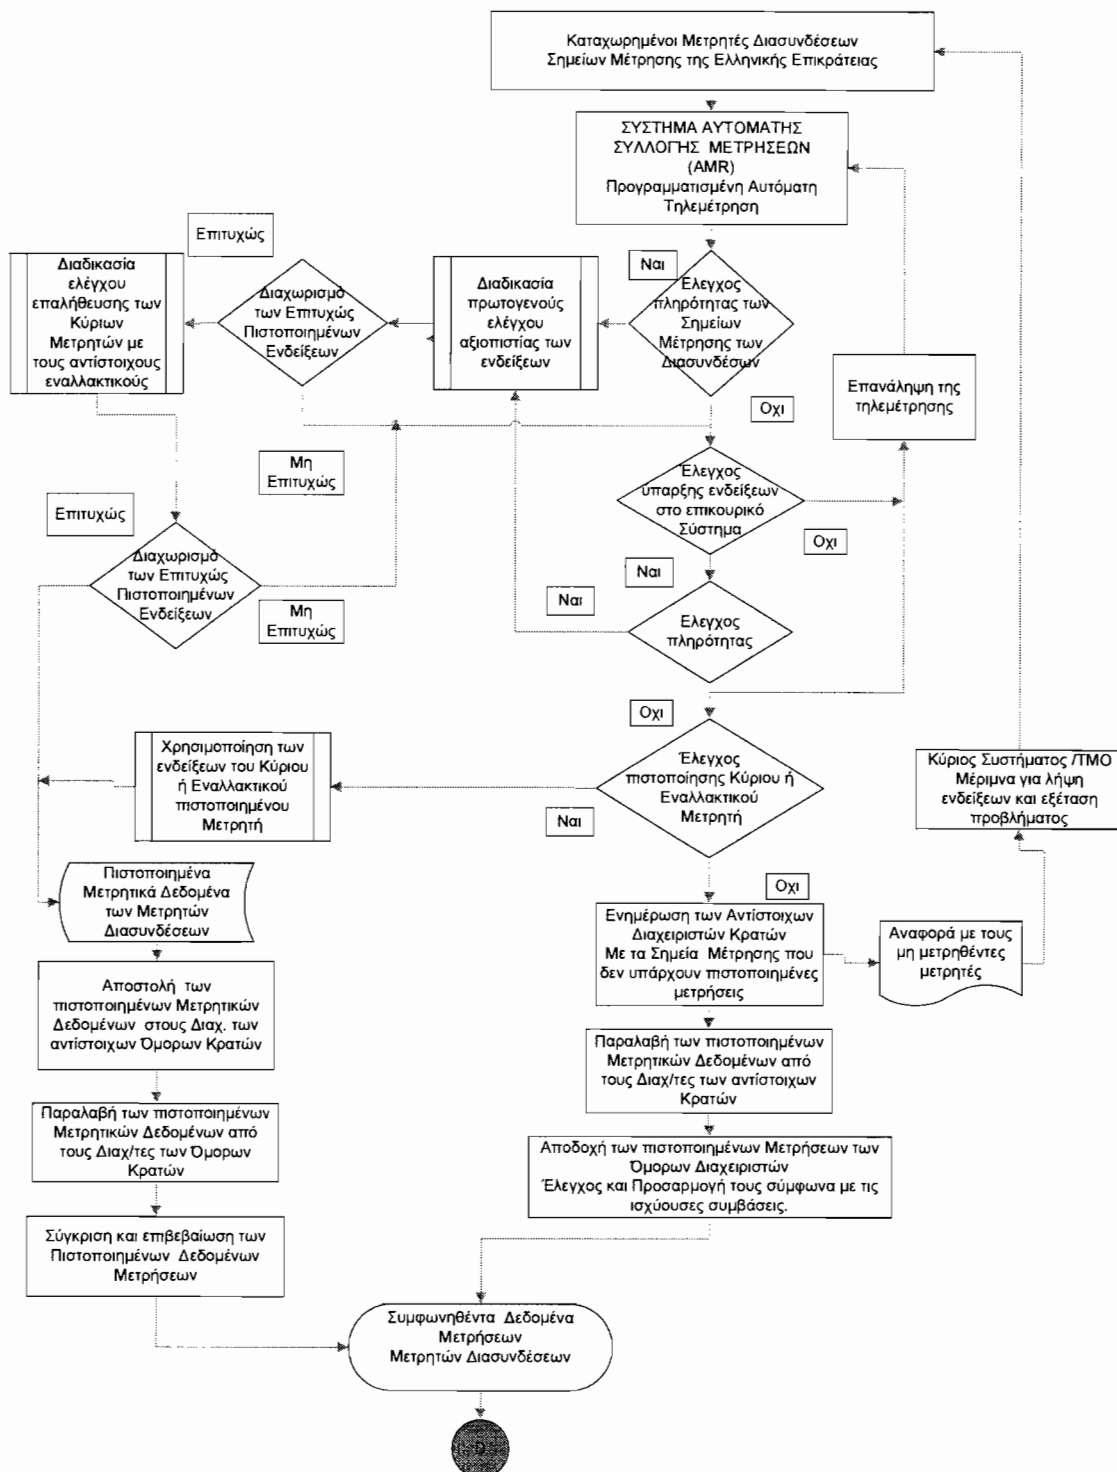 Καταχωρημένοι Μετρητές Διασυνδέσεων
Σημείων Μέτρησης της Ελληνικής Επικράτειας
ΣΥΣΤΗΜΑ ΑΥΤΟΜΑΤΗΣ
ΣΥΛΛΟΓΗΣ ΜΕΤΡΗΣΕΩΝ
(AMR)
Προγραμματισμένη Αυτόματη
Τηλεμέτρηση
Επιτυχώς
Ναι
Διαδικασία
ελέγχου
επαλήθευσης των
Κύριων
Μετρητών με
τους αντίστοιχους
εναλλακτικούς
Διαχωρισμό
των Επιτυχώς
Πιστοποιημένων
Ενδείξεων
Διαδικασία
πρωτογενούς
ελέγχου
αξιοπιστίας των
ενδείξεων
Έλεγχος
πληρότητας των
Σημείων
Μέτρησης των
Διασυνδέσων
Επανάληψη της
τηλεμέτρησης
Οχι
Μη
Επιτυχώς
Έλεγχος
ύπαρξης ενδείξεων
στο επικουρικό
Σύστημα
Οχι
Επιτυχώς
Διαχωρισμό
των Επιτυχώς
Πιστοποιημένων
Ενδείξεων
Μη
Επιτυχώς
Ναι
Ναι
Ελεγχος
πληρότητας
Οχι
Χρησιμοποίηση των
ενδείξεων του Κύριου
ή Εναλλακτικού
πιστοποιημένου
Μετρητή
Έλεγχος
πιστοποίησης Κύριου ή
Εναλλακτικού
Μετρητή
Ναι
Κύριος Συστήματος /ΤΜΟ
Μέριμνα για λήψη
ενδείξεων και εξέταση
προβλήματος
Οχι
Πιστοποιημένα
Μετρητικά Δεδομένα
των Μετρητών
Διασυνδέσεων
Ενημέρωση των Αντίστοιχων
Διαχειριστών Κρατών
Με τα Σημεία Μέτρησης που
δεν υπάρχουν πιστοποιημένες
μετρήσεις
Αναφορά με τους
μη μετρηθέντες
μετρητές
Αποστολή των
πιστοποιημένων Μετρητικών
Δεδομένων στους Διαχ. των
αντίστοιχων Όμορων Κρατών
Παραλαβή των πιστοποιημένων
Μετρητικών Δεδομένων από
τους Διαχ/τες των αντίστοιχων
Κρατών
Παραλαβή των πιστοποιημένων
Μετρητικών Δεδομένων από
τους Διαχ/τες των Όμορων
Κρατών
Αποδοχή των πιστοποιημένων Μετρήσεων των
Όμορων Διαχειριστών
Έλεγχος και Προσαρμογή τους σύμφωνα με τις
ισχύουσες συμβάσεις.
Σύγκριση και επιβεβαίωση των
Πιστοποιημένων Δεδομένων
Μετρήσεων
Συμφωνηθέντα Δεδομένα
Μετρήσεων
Μετρητών Διασυνδέσεων
D